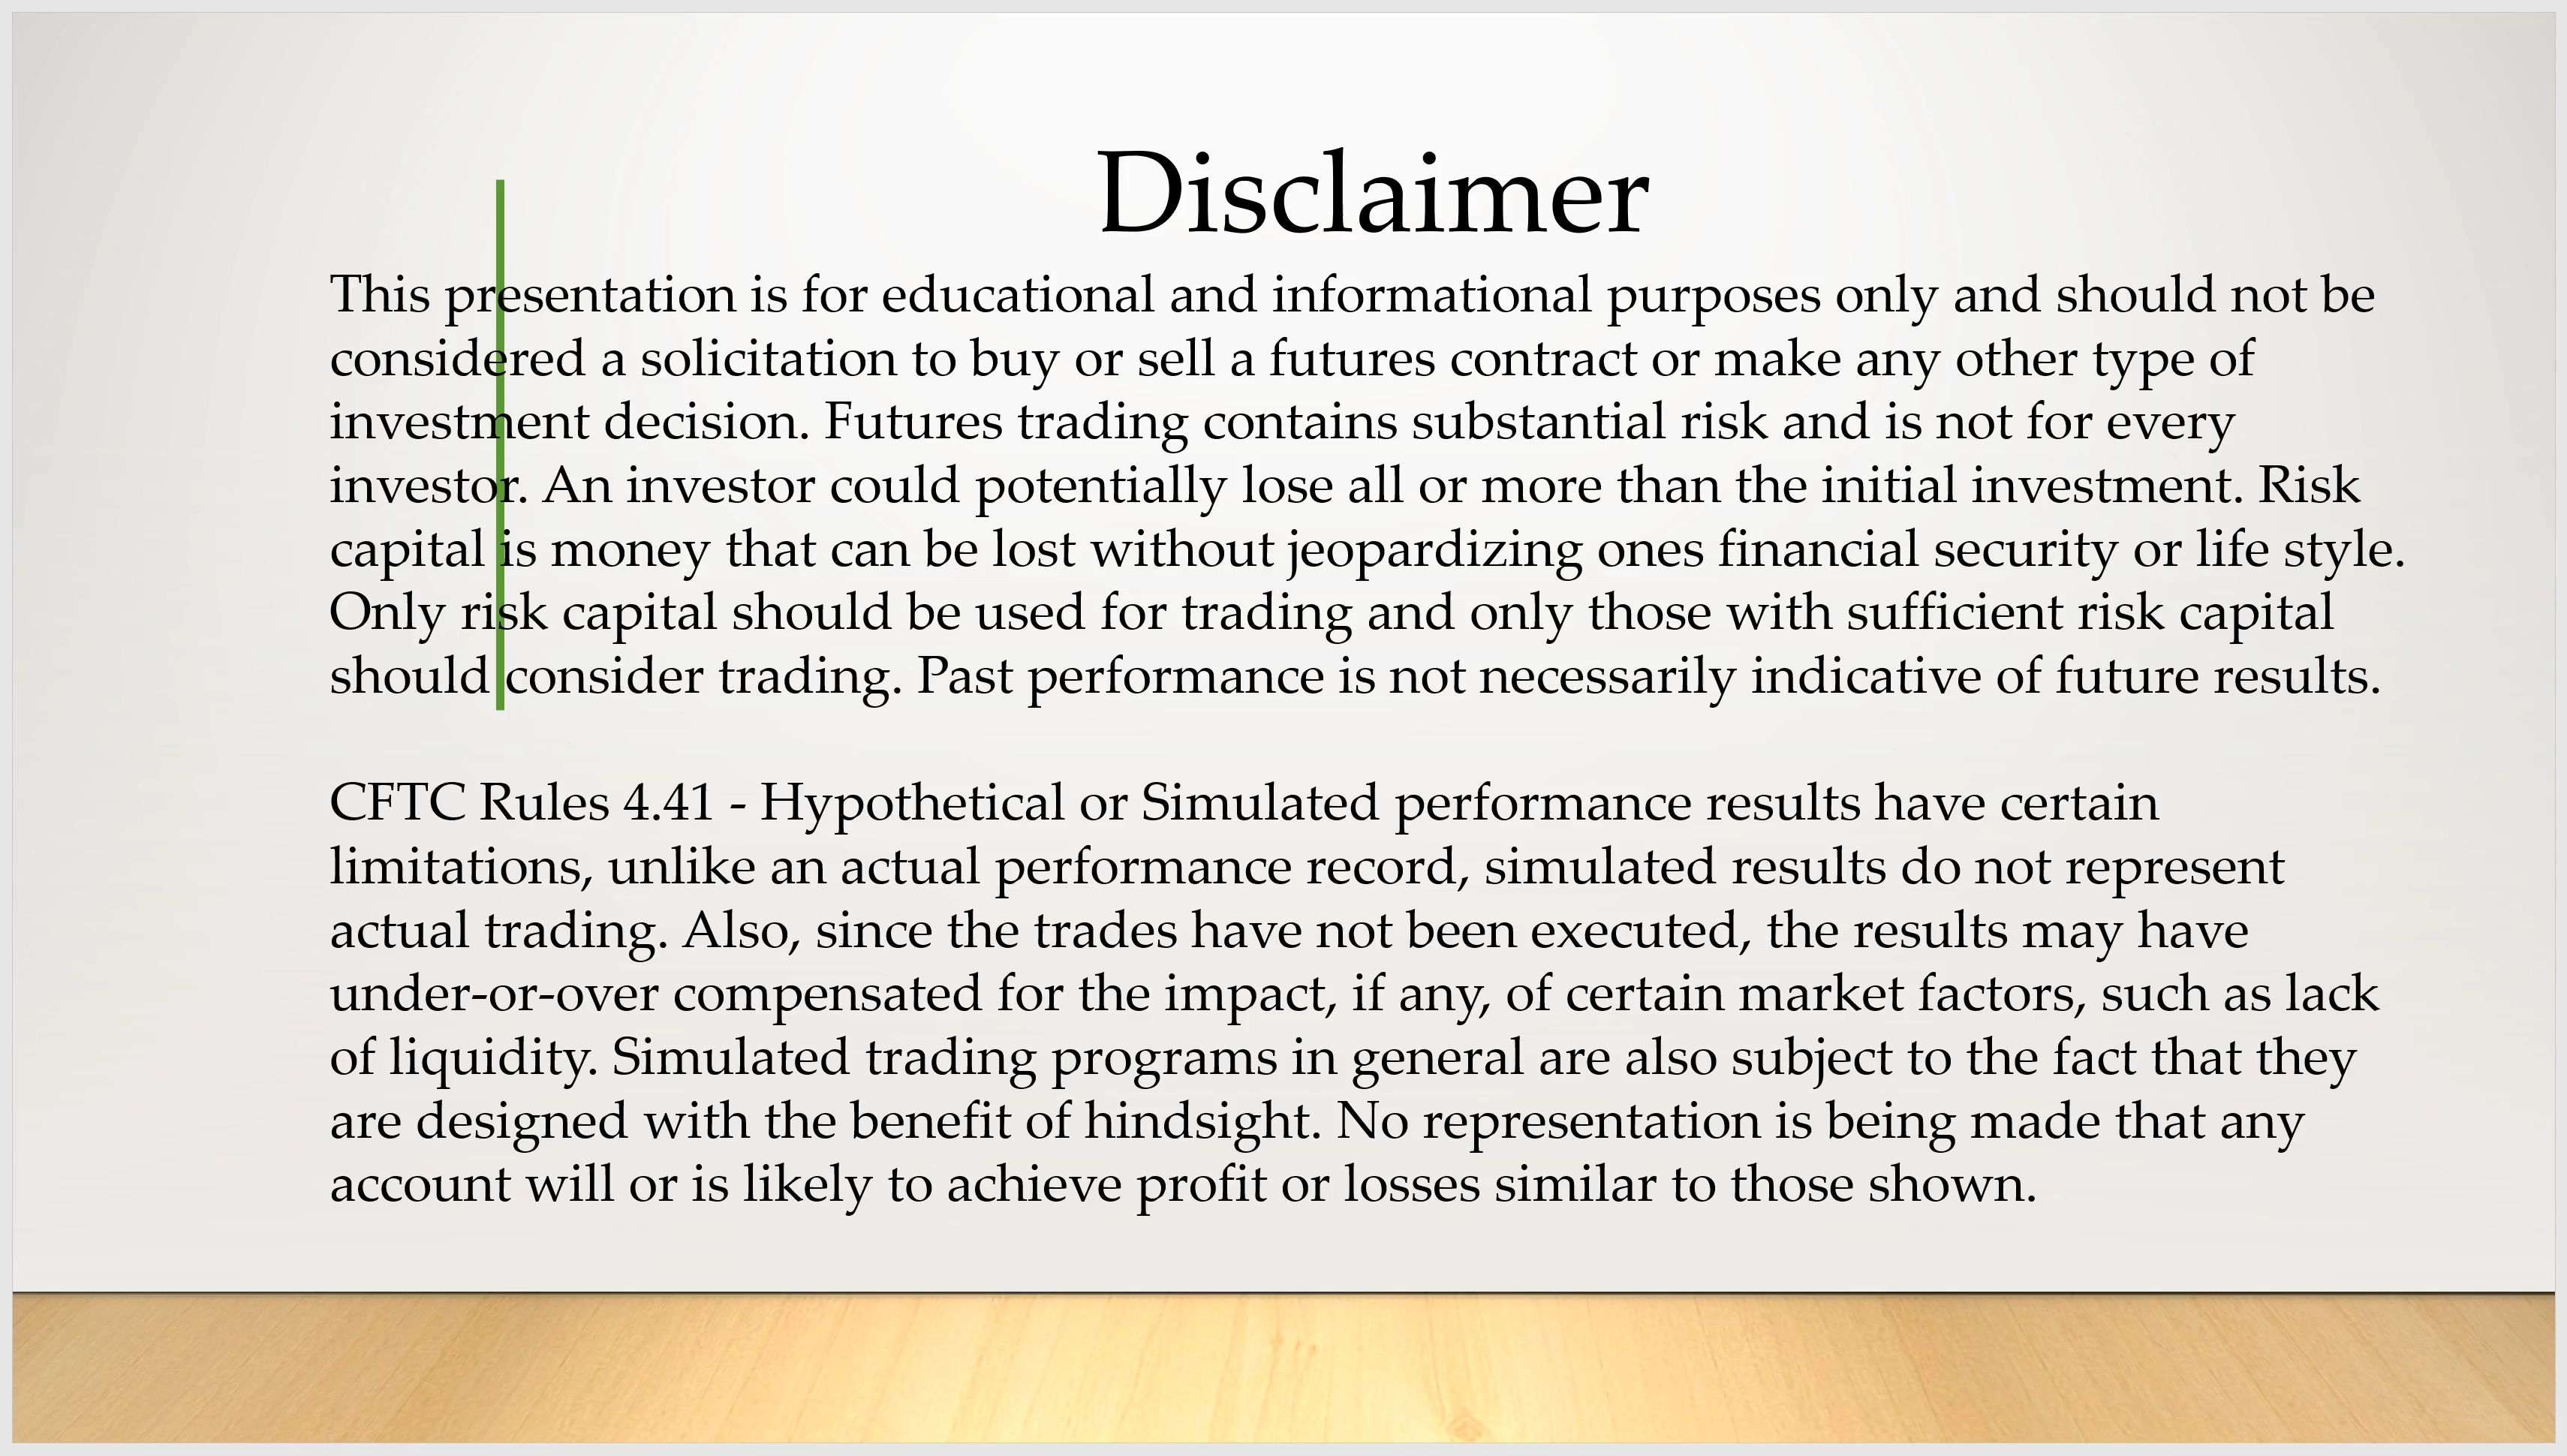 Disclaimer
This presentation is for educational and informational purposes only and should not be
considered a solicitation to buy or sell a futures contract or make any other type of
investment decision. Futures trading contains substantial risk and is not for every
investor. An investor could potentially lose all or more than the initial investment. Risk
capital is money that can be lost without jeopardizing ones financial security or life style.
Only risk capital should be used for trading and only those with sufficient risk capital
should consider trading. Past performance is not necessarily indicative of future results.
CFTC Rules 4.41 - Hypothetical or Simulated performance results have certain
limitations, unlike an actual performance record, simulated results do not represent
actual trading. Also, since the trades have not been executed, the results may have
under-or-over compensated for the impact, if any, of certain market factors, such as lack
of liquidity. Simulated trading programs in general are also subject to the fact that they
are designed with the benefit of hindsight. No representation is being made that any
account will or is likely to achieve profit or losses similar to those shown.